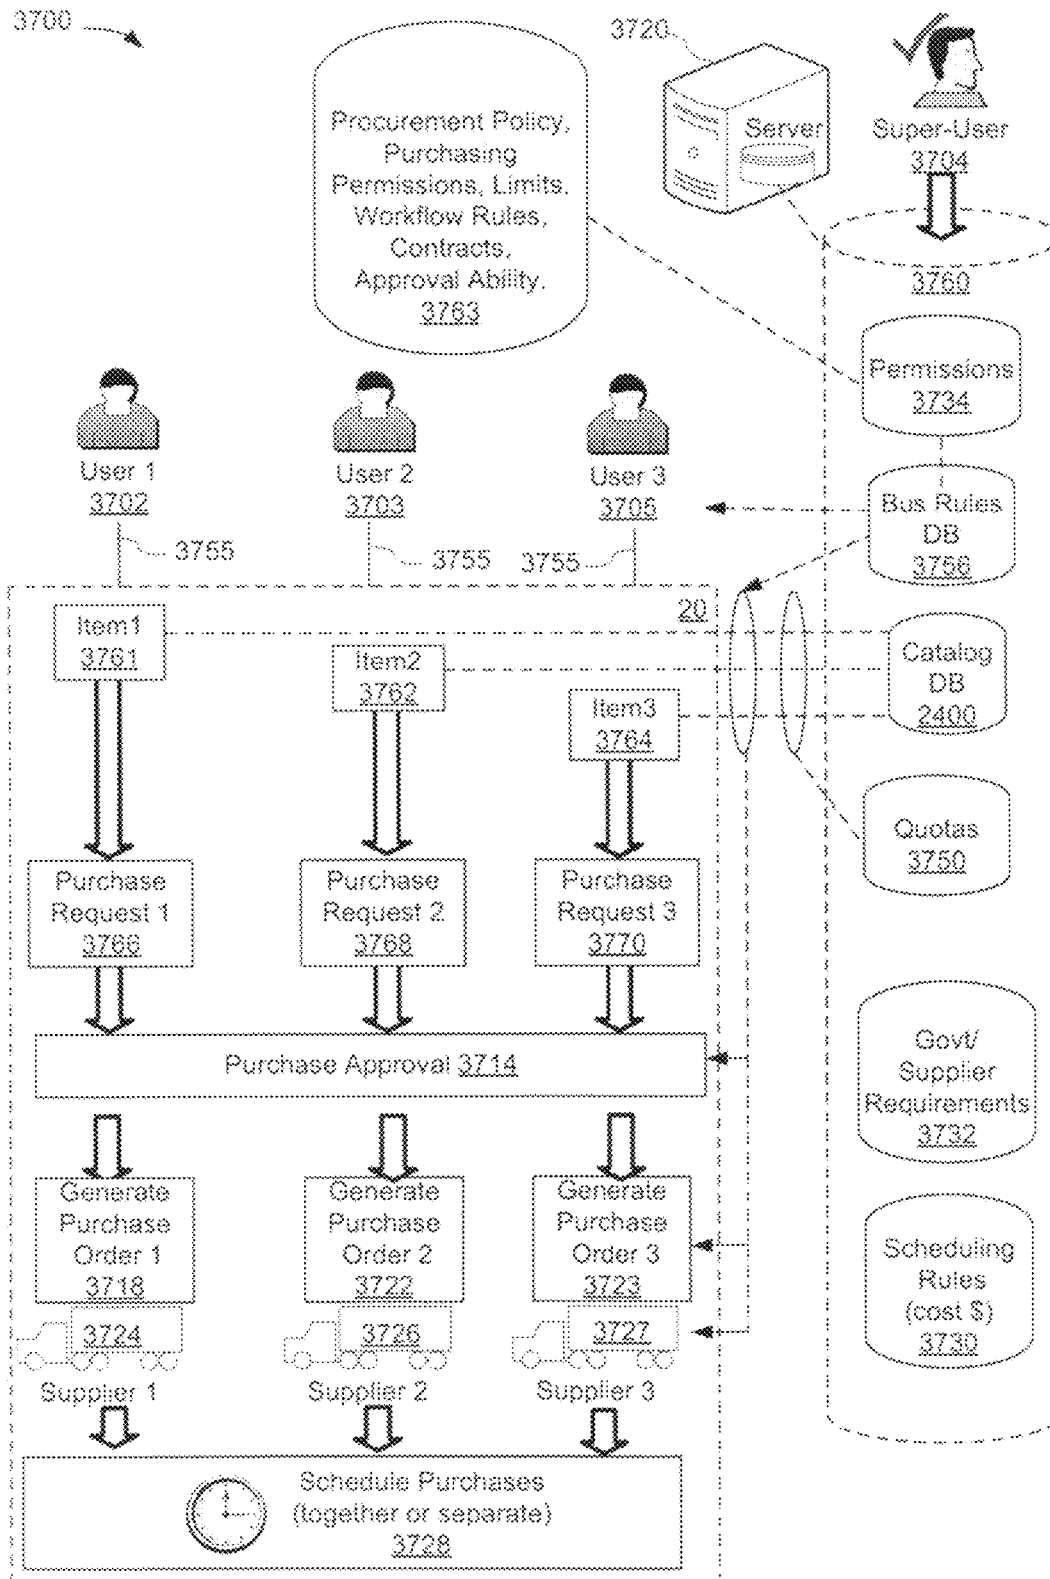 3700
3720
Procurement Policy,
Purchasing
Permissions, Limits.
Workflow Rules,
Contracts,
Approval Ability.
3763
Server
Super-User
3704
3760
Permissions
3734
User 1
3702
User 2
3703
User 3
3705
Bus Rules
DB
3756
3755
3755
3755
20
Item1
3761
Item2
3762
Item3
3764
Catalog
DB
2400
Quotas
3750
Purchase
Request 1
3766
Purchase
Request 2
3768
Purchase
Request 3
3770
Purchase Approval 3714
Govt/
Supplier
Requirements
3732
Generate
Purchase
Order 1
3718
Generate
Purchase
Order 2
3722
Generate
Purchase
Order 3
3723
Scheduling
Rules
(cost $)
3730
3724
3726
3727
Supplier 1
Supplier 2
Supplier 3
Schedule Purchases
(together or separate)
3728